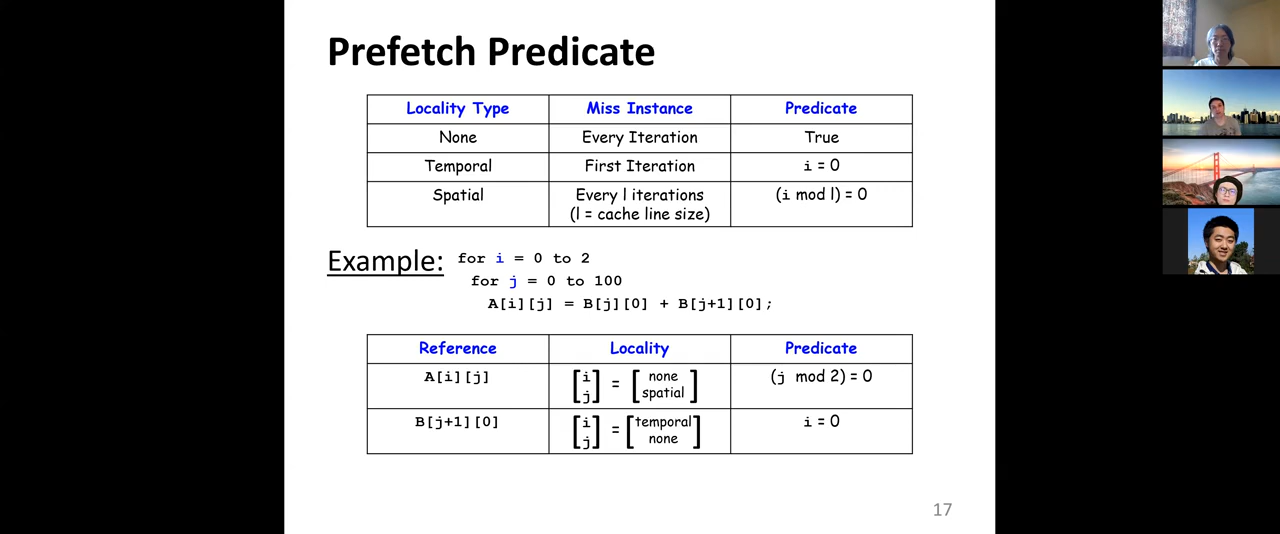 Prefetch Predicate
Locality Type Miss Instance Predicate
None Every Iteration True
Temporal First Iteration i = 0
Spatial Every l iterations (i mod l) = 0
(l = cache line size)
Example: for i = 0 to 2
for j = 0 to 100
A[i][j] = B[j][0] + B[j+1][0];
Reference Locality Predicate
A[i][j] [i j] = [none spatial] (j mod 2) = 0
B[j+1][0] [i j] = [temporal none] i = 0
17